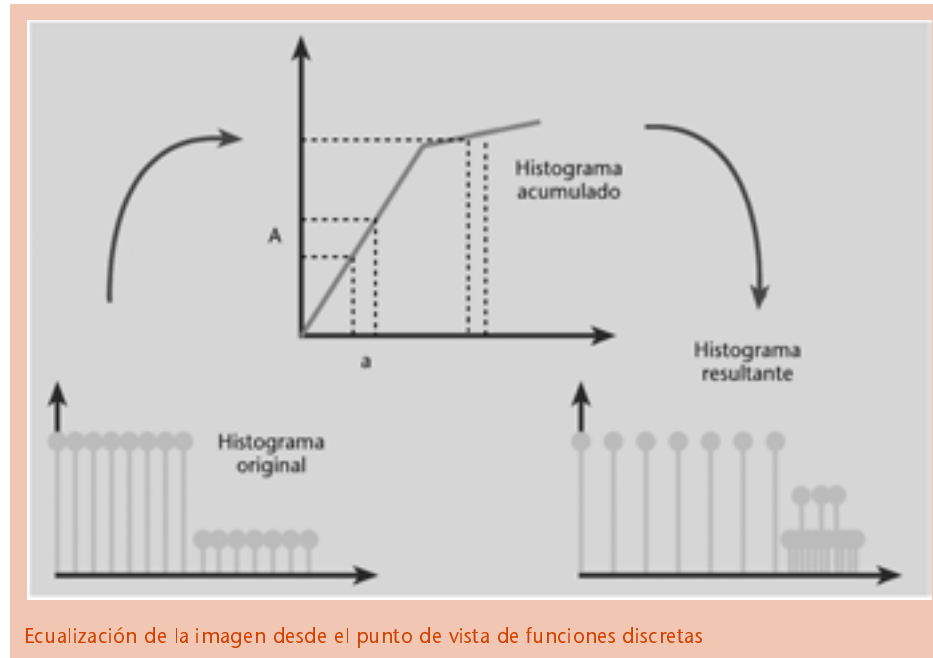 Histograma
acumulado
A
a
Histograma
resultante
Histograma
original
Ecualización de la imagen desde el punto de vista de funciones discretas